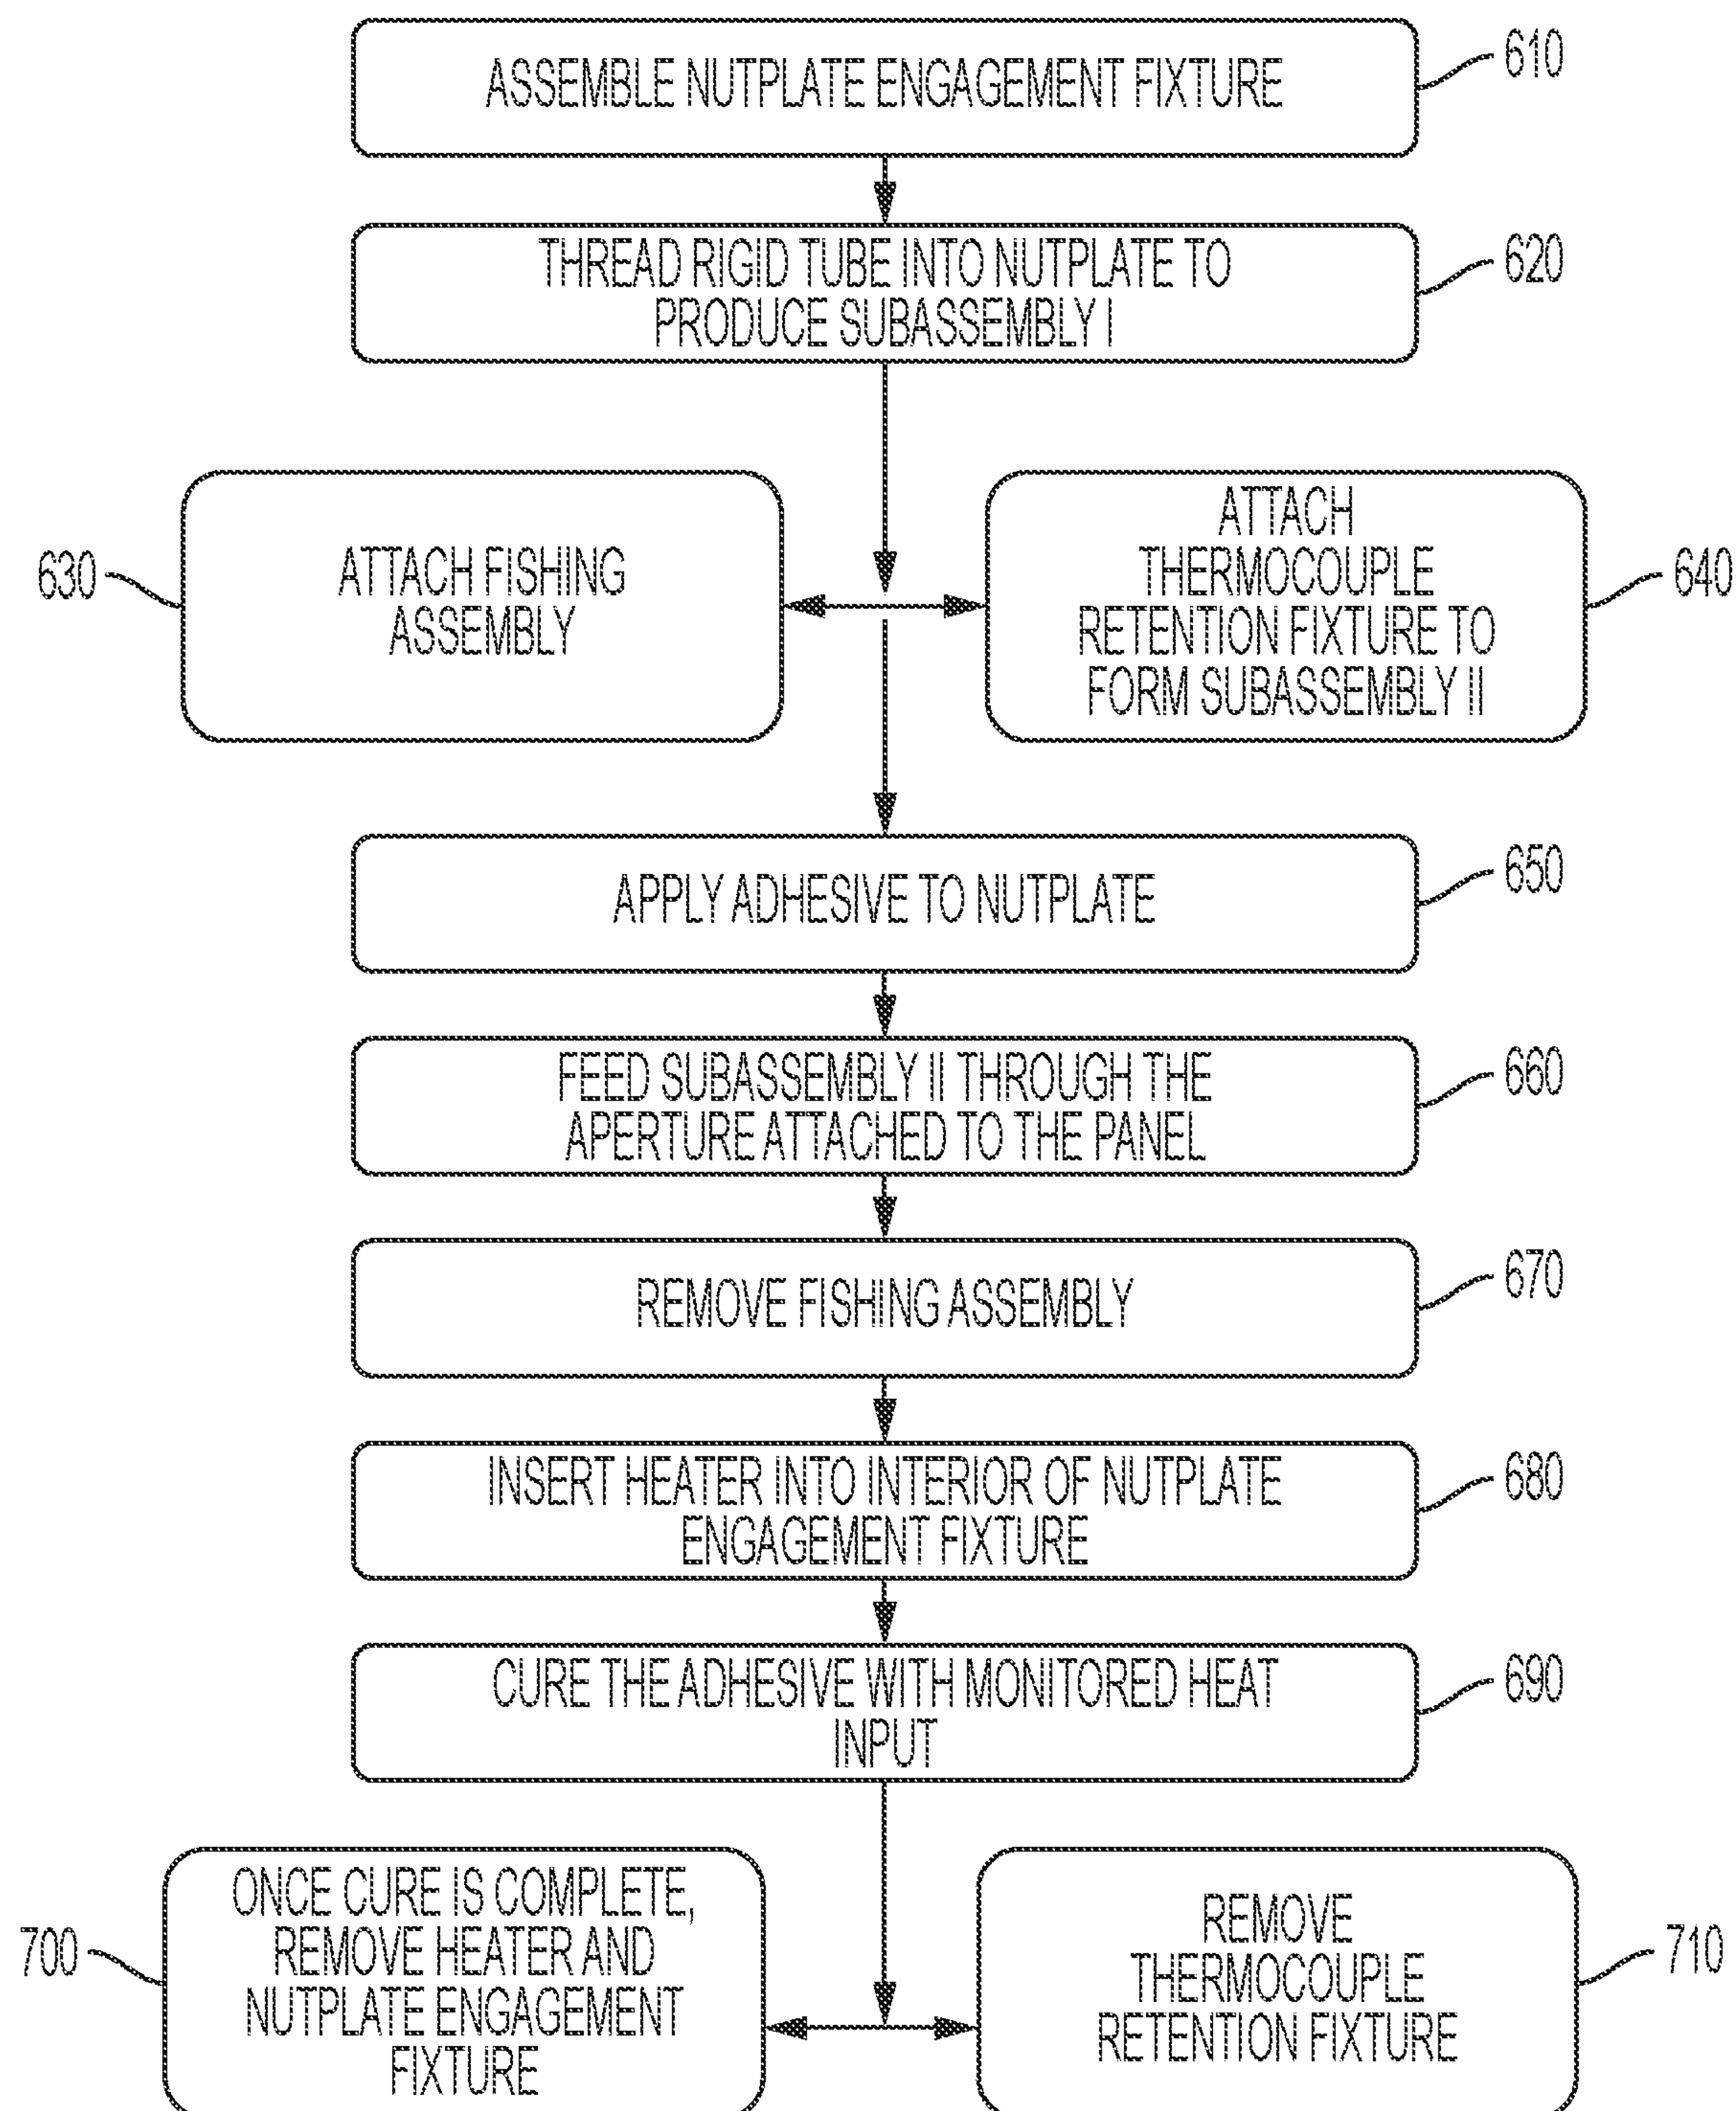 ASSEMBLE NUTPLATE ENGAGEMENT FIXTURE
610
THREAD RIGID TUBE INTO NUTPLATE TO
PRODUCE SUBASSEMBLY I
620
630
ATTACH FISHING
ASSEMBLY
ATTACH
THERMOCOUPLE
RETENTION FIXTURE TO
FORM SUBASSEMBLY II
640
APPLY ADHESIVE TO NUTPLATE
650
FEED SUBASSEMBLY II THROUGH THE
APERTURE ATTACHED TO THE PANEL
660
REMOVE FISHING ASSEMBLY
670
INSERT HEATER INTO INTERIOR OF NUTPLATE
ENGAGEMENT FIXTURE
680
CURE THE ADHESIVE WITH MONITORED HEAT
INPUT
690
700
ONCE CURE IS COMPLETE,
REMOVE HEATER AND
NUTPLATE ENGAGEMENT
FIXTURE
REMOVE
THERMOCOUPLE
RETENTION FIXTURE
710